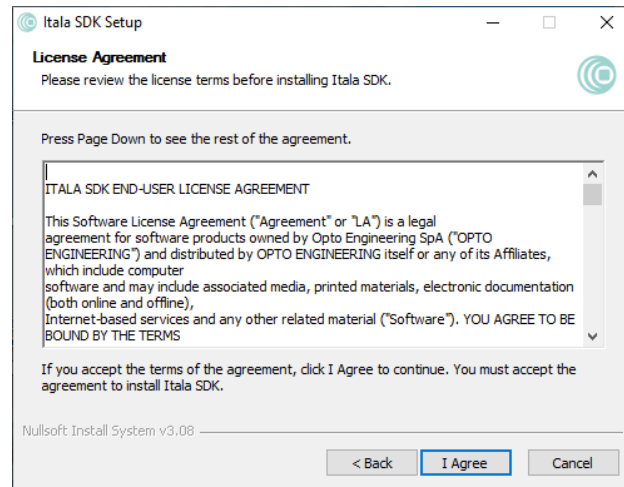 Itala SDK Setup
License Agreement
Please review the license terms before installing Itala SDK.
Press Page Down to see the rest of the agreement.
ITALA SDK END-USER LICENSE AGREEMENT
This Software License Agreement ("Agreement" or "LA") is a legal
agreement for software products owned by Opto Engineering SpA ("OPTO
ENGINEERING") and distributed by OPTO ENGINEERING itself or any of its Affiliates,
which include computer
software and may include associated media, printed materials, electronic documentation
(both online and offline),
Internet-based services and any other related material ("Software"). YOU AGREE TO BE
BOUND BY THE TERMS
If you accept the terms of the agreement, click I Agree to continue. You must accept the
agreement to install Itala SDK.
Nullsoft Install System v3.08
< Back I Agree Cancel